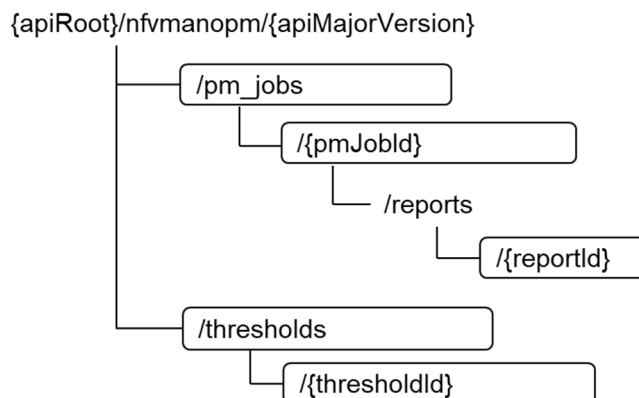 {apiRoot}/nfvmanopm/{apiMajorVersion}
/pm_jobs
/{pmJobId}
/reports
/{reportId}
/thresholds
/{thresholdId}